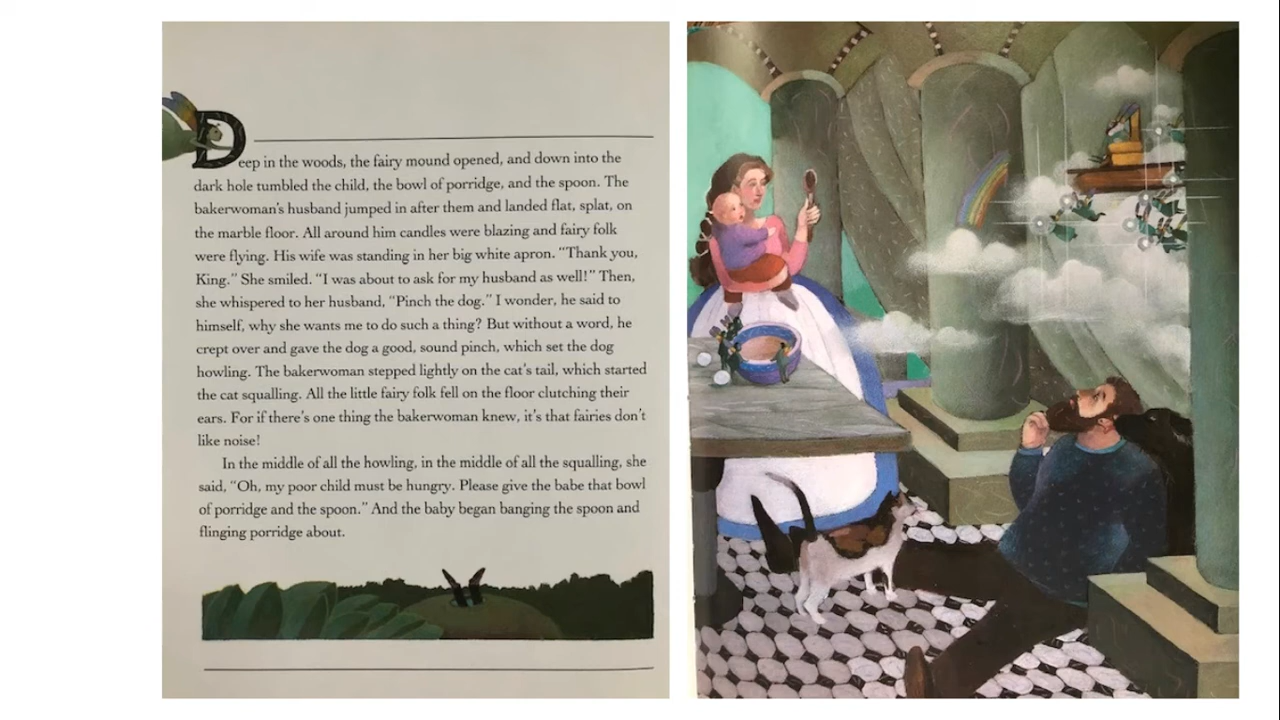 Deep in the woods, the fairy mound opened, and down into the
dark hole tumbled the child, the bowl of porridge, and the spoon. The
bakerwoman's husband jumped in after them and landed flat, splat, on
the marble floor. All around him candles were blazing and fairy folk
were flying. His wife was standing in her big white apron. "Thank you,
King." She smiled. "I was about to ask for my husband as well!" Then,
she whispered to her husband, "Pinch the dog." I wonder, he said to
himself, why she wants me to do such a thing? But without a word, he
crept over and gave the dog a good, sound pinch, which set the dog
howling. The bakerwoman stepped lightly on the cat's tail, which started
the cat squalling. All the little fairy folk fell on the floor clutching their
ears. For if there's one thing the bakerwoman knew, it's that fairies don't
like noise!
In the middle of all the howling, in the middle of all the squalling, she
said, "Oh, my poor child must be hungry. Please give the babe that bowl
of porridge and the spoon." And the baby began banging the spoon and
flinging porridge about.